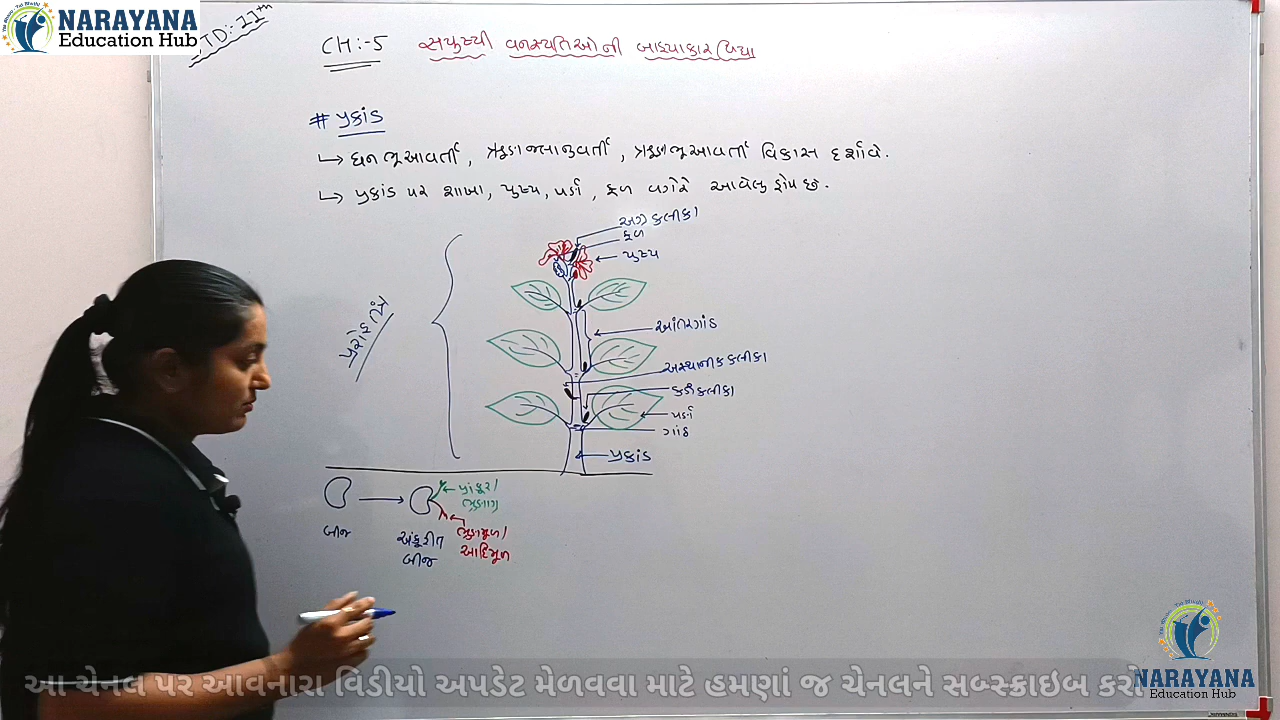 NARAYANA
Education Hub
STD:- 11th
CH:-5 સપુષ્પી વનસ્પતિઓની બાહ્યાકારવિદ્યા
# પ્રકાંડ
↳ ધન ભૂઆવર્તી, ઋણ જલાનુવર્તી, ઋણ ભૂઆવર્તી વિકાસ દર્શાવે.
↳ પ્રકાંડ પર શાખા, પુષ્પ, પર્ણ, ફળ વગેરે આવેલુ હોય છે.
અગ્રકલીકા
ફળ
પુષ્પ
આંતરગાંઠ
પ્રરોહ તંત્ર
અસ્થાનીક કલીકા
કક્ષકલીકા
પર્ણ
ગાંઠ
પ્રકાંડ
બીજ
અંકુરીત
બીજ
પ્રાંકુર/
ભ્રુણાગ્ર
ભ્રુણમૂળ/
આદિમૂળ
આ ચેનલ પર આવનારા વિડીયો અપડેટ મેળવવા માટે હમણાં જ ચેનલને સબ્સ્ક્રાઇબ કરો
NARAYANA
Education Hub